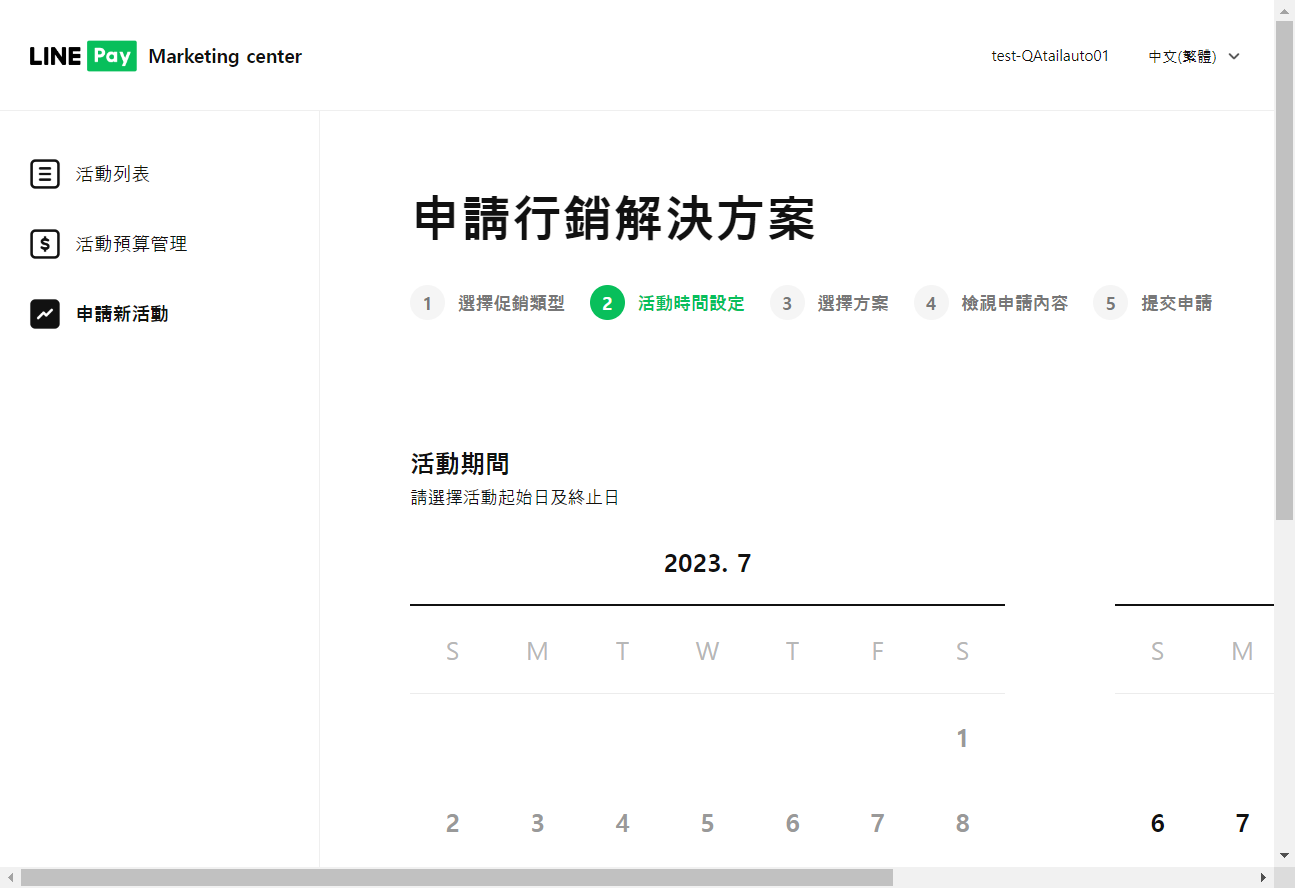 LINE Pay Marketing center
test-QAtailauto01 中文(繁體)
活動列表
活動預算管理
申請新活動
申請行銷解決方案
1 選擇促銷類型 2 活動時間設定 3 選擇方案 4 檢視申請內容 5 提交申請
活動期間
請選擇活動起始日及終止日
2023. 7
S M T W T F S S M
1
2 3 4 5 6 7 8 6 7